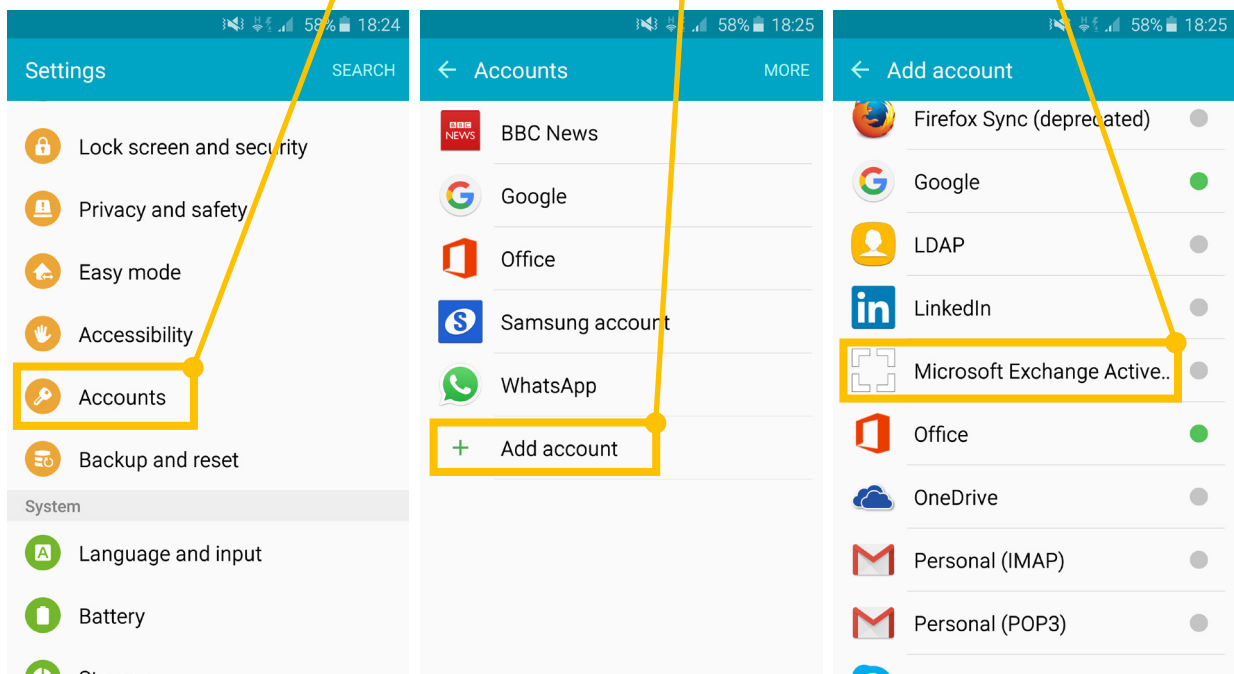 58% 18:24
Settings
SEARCH
Lock screen and security
Privacy and safety
Easy mode
Accessibility
Accounts
Backup and reset
System
A Language and input
Battery
58% 18:25
Accounts
MORE
BBC NEWS BBC News
Google
Office
Samsung account
WhatsApp
+ Add account
58% 18:25
Add account
Firefox Sync (deprecated)
Google
LDAP
in LinkedIn
Microsoft Exchange Active..
Office
OneDrive
Personal (IMAP)
Personal (POP3)